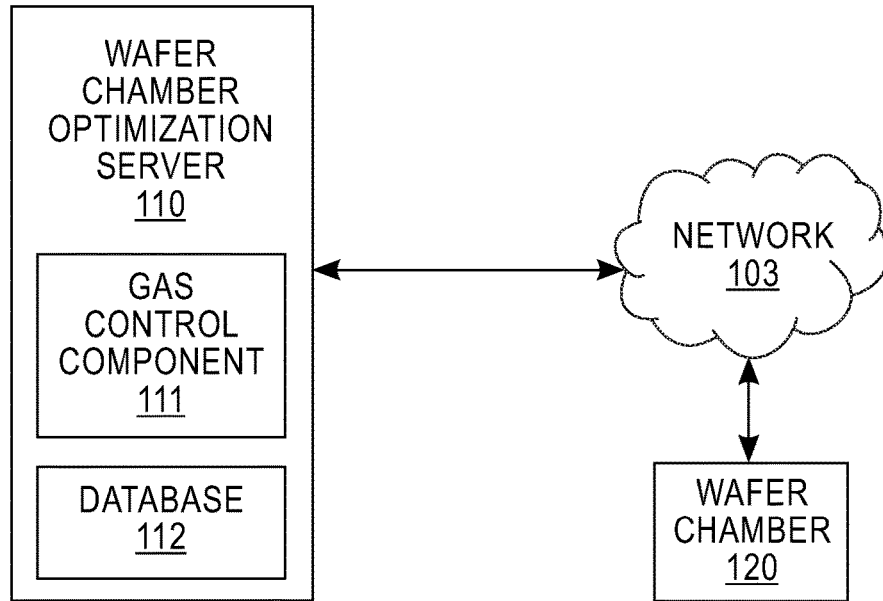 WAFER
CHAMBER
OPTIMIZATION
SERVER
110
GAS
CONTROL
COMPONENT
111
DATABASE
112
NETWORK
103
WAFER
CHAMBER
120